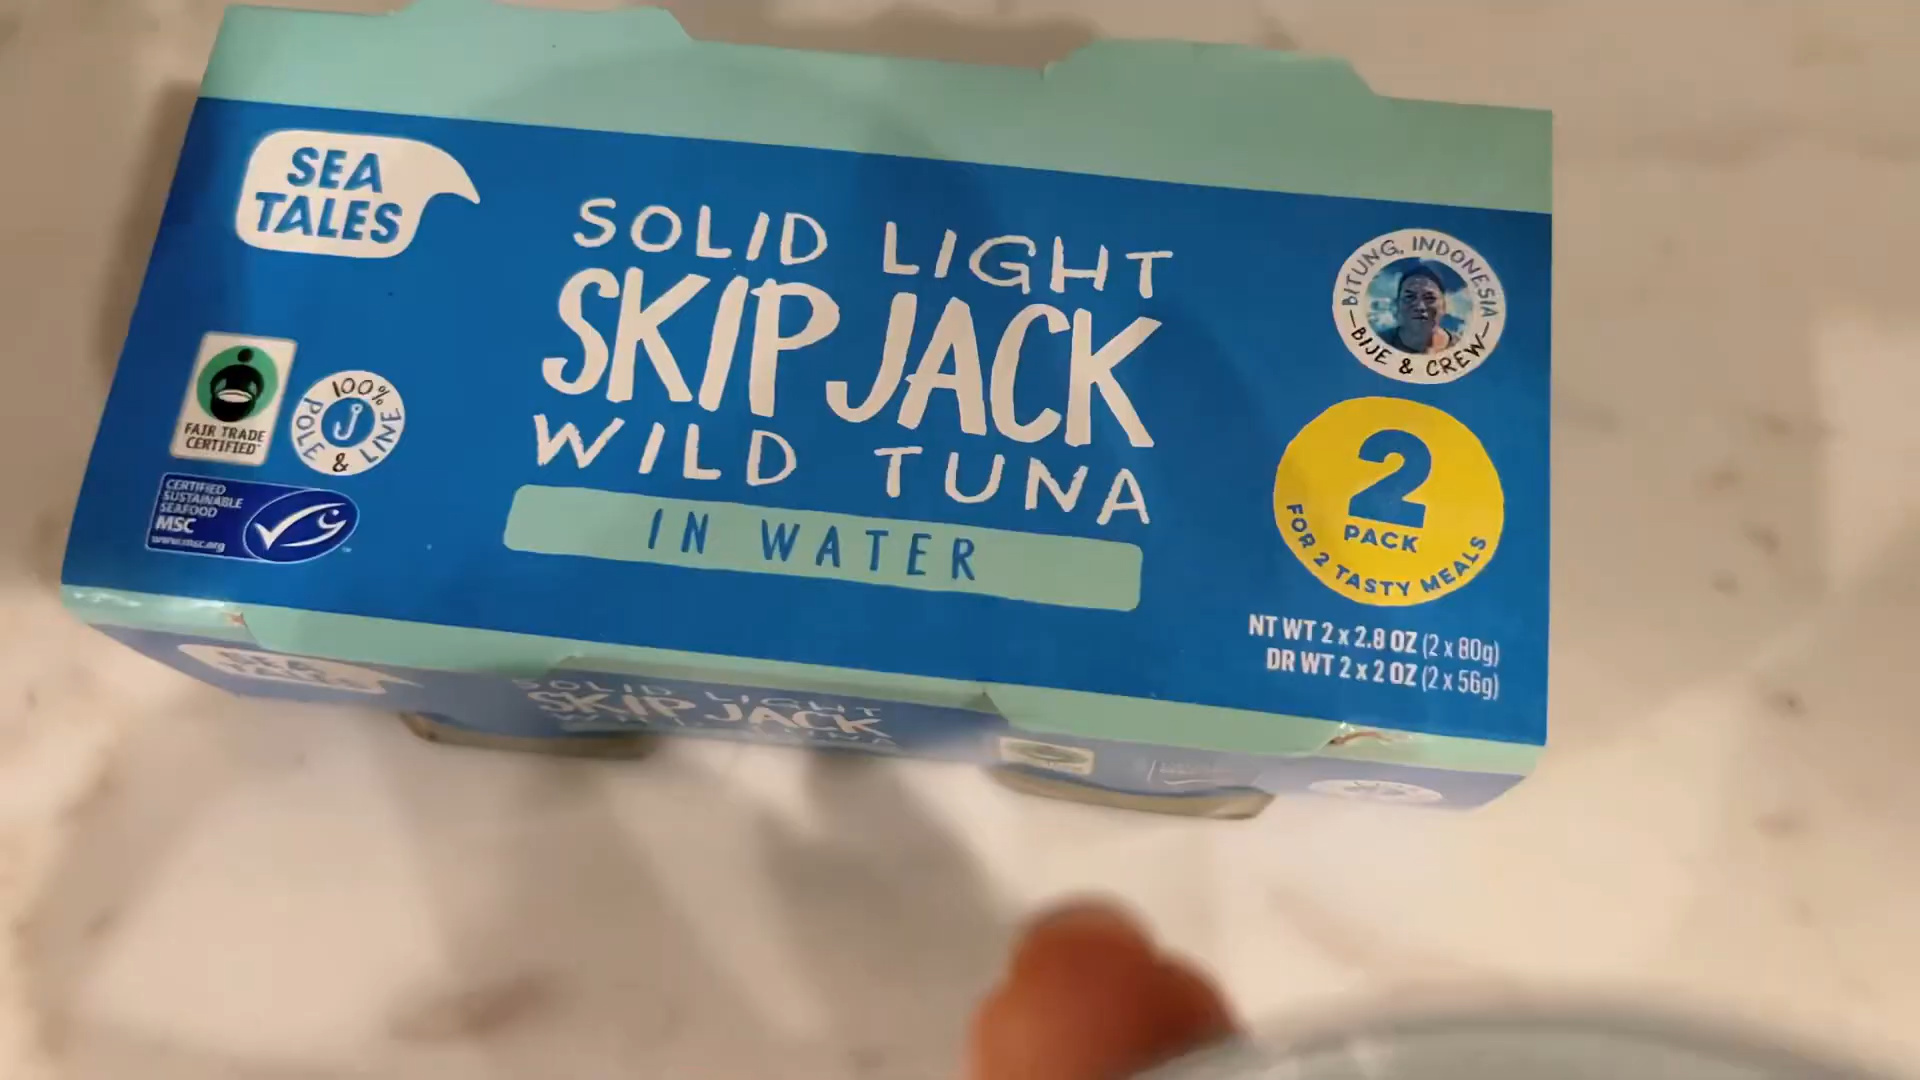 SEA
TALES
SOLID LIGHT
SKIPJACK
WILD TUNA
IN WATER
FAIR TRADE
CERTIFIED
100%
POLE & LINE
CERTIFIED
SUSTAINABLE
SEAFOOD
MSC
www.msc.org
BITUNG, INDONESIA
BIJE & CREW
2
PACK
FOR 2 TASTY MEALS
NT WT 2 x 2.8 OZ (2 x 80g)
DR WT 2 x 2 OZ (2 x 56g)
SEA
TALES
SOLID LIGHT
SKIPJACK